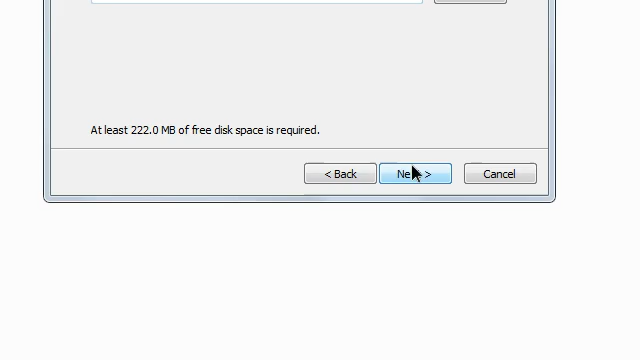 At least 222.0 MB of free disk space is required.
< Back
Next >
Cancel